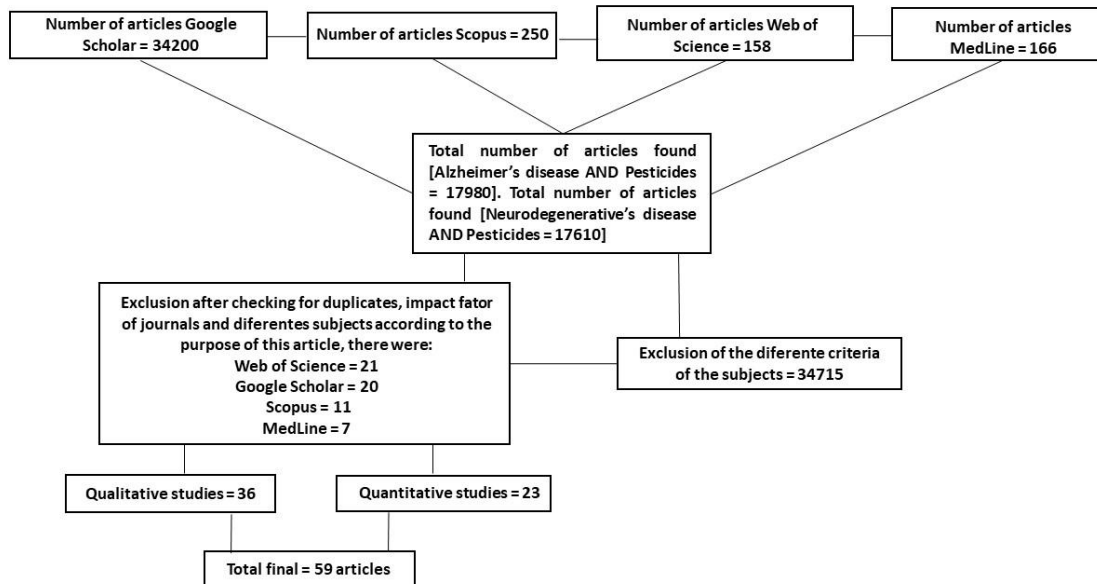 Number of articles Google
Scholar = 34200
Number of articles Scopus = 250
Number of articles Web of
Science = 158
Number of articles
MedLine = 166
Total number of articles found
[Alzheimer's disease AND Pesticides
= 17980]. Total number of articles
found [Neurodegenerative's disease
AND Pesticides = 17610]
Exclusion after checking for duplicates, impact fator
of journals and diferentes subjects according to the
purpose of this article, there were:
Web of Science = 21
Google Scholar = 20
Scopus = 11
MedLine = 7
Exclusion of the diferente criteria
of the subjects = 34715
Qualitative studies = 36
Quantitative studies = 23
Total final = 59 articles